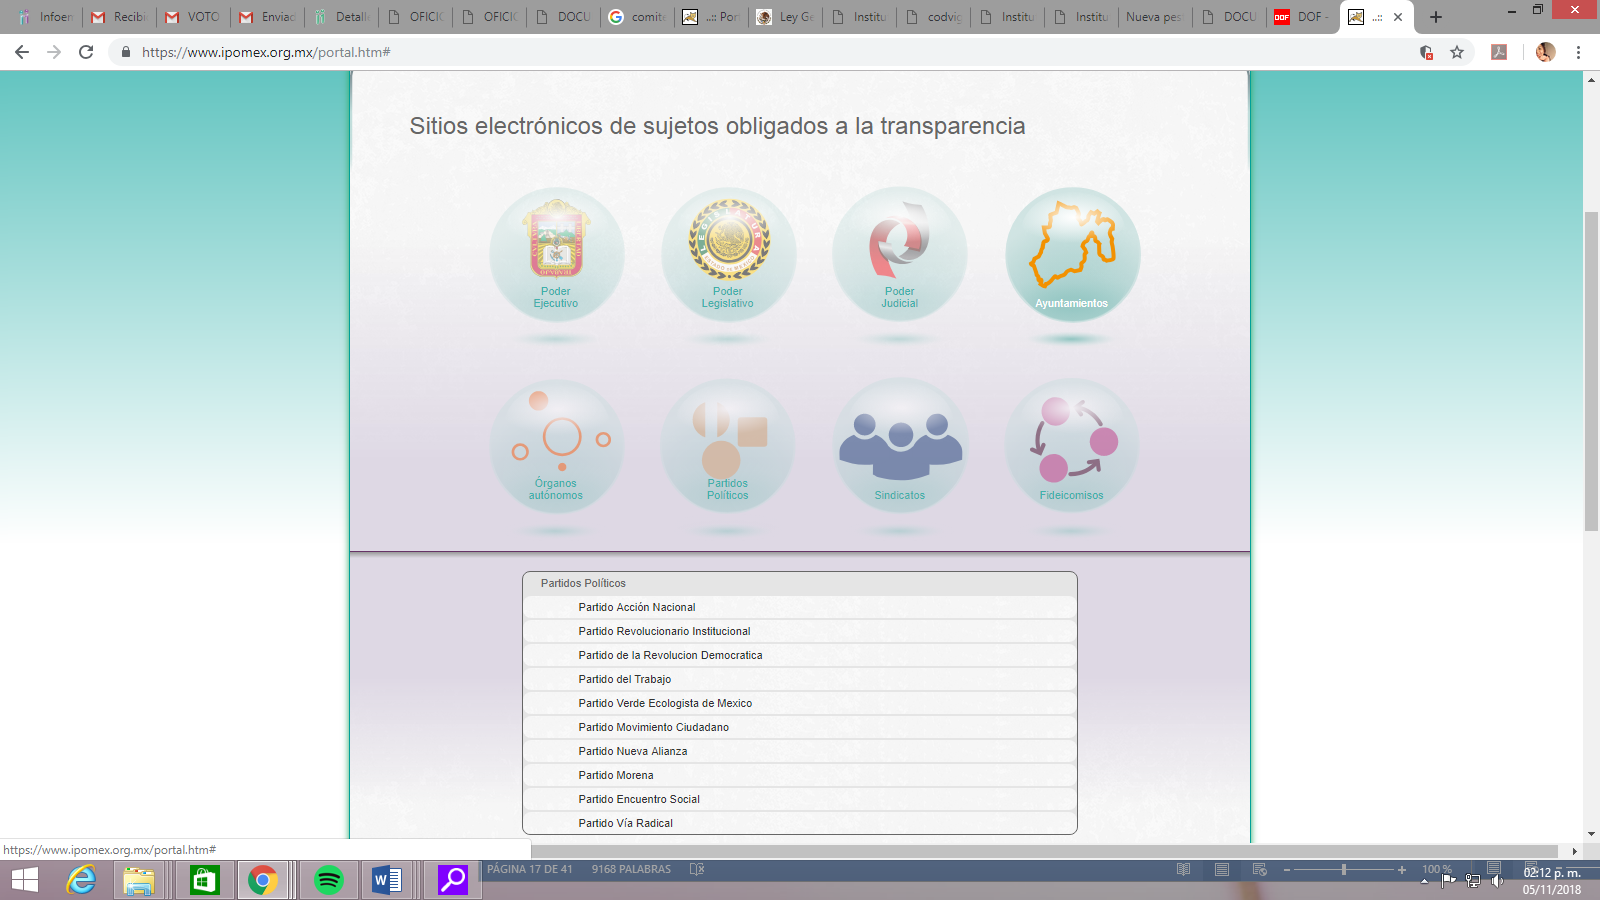 Infoen
Recibi
VOTO
Enviad
Detall
OFICIO
OFICIO
DOCU
comite
..:: Por
Ley Ge
Institu
codvig
Institu
Institu
Nueva pes
DOCU
DOF -
..::
https://www.ipomex.org.mx/portal.htm#
Sitios electrónicos de sujetos obligados a la transparencia
Poder
Ejecutivo
Poder
Legislativo
Poder
Judicial
Ayuntamientos
Órganos
autónomos
Partidos
Políticos
Sindicatos
Fideicomisos
Partidos Políticos
Partido Acción Nacional
Partido Revolucionario Institucional
Partido de la Revolucion Democratica
Partido del Trabajo
Partido Verde Ecologista de Mexico
Partido Movimiento Ciudadano
Partido Nueva Alianza
Partido Morena
Partido Encuentro Social
Partido Vía Radical
https://www.ipomex.org.mx/portal.htm#
PÁGINA 17 DE 41
9168 PALABRAS
100 %
02:12 p. m.
05/11/2018